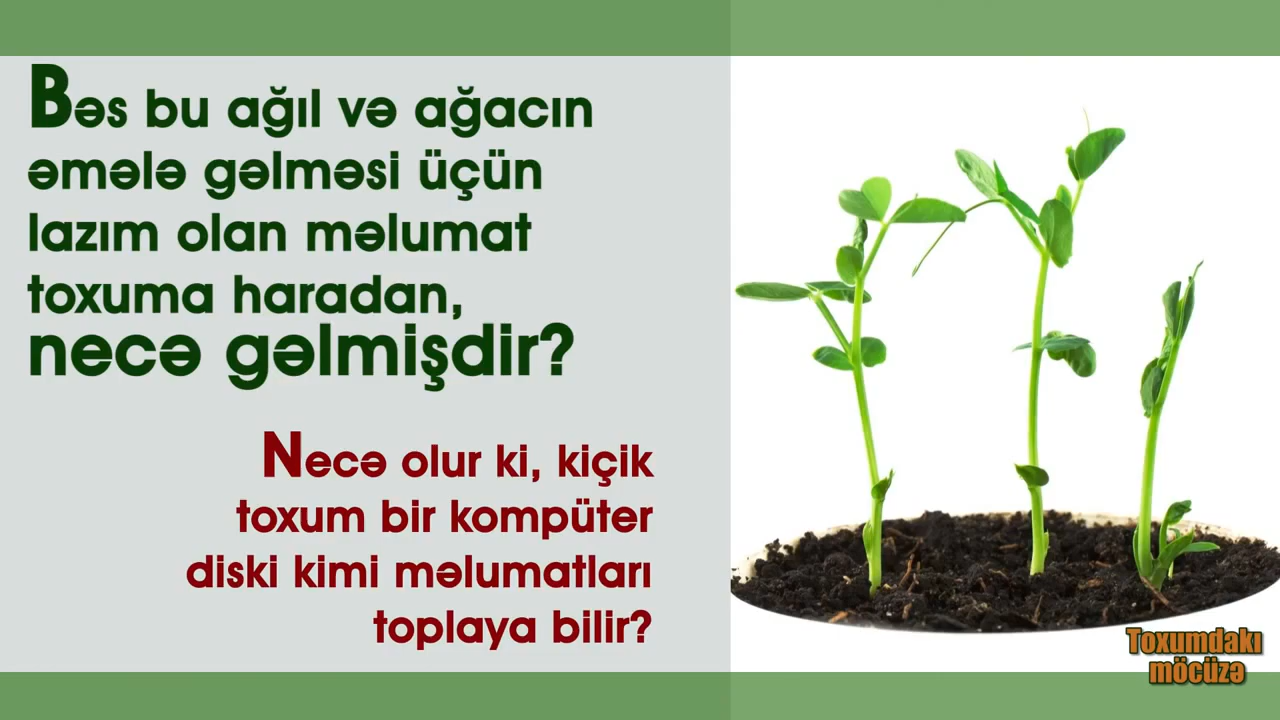 Bəs bu ağıl və ağacın
əmələ gəlməsi üçün
lazım olan məlumat
toxuma haradan,
necə gəlmişdir?
Necə olur ki, kiçik
toxum bir kompüter
diski kimi məlumatları
toplaya bilir?
Toxumdakı
möcüzə